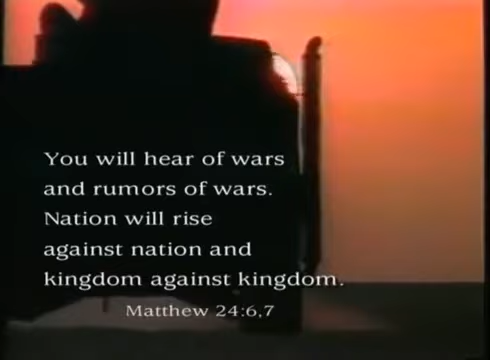 You will hear of wars
and rumors of wars.
Nation will rise
against nation and
kingdom against kingdom.
Matthew 24:6,7